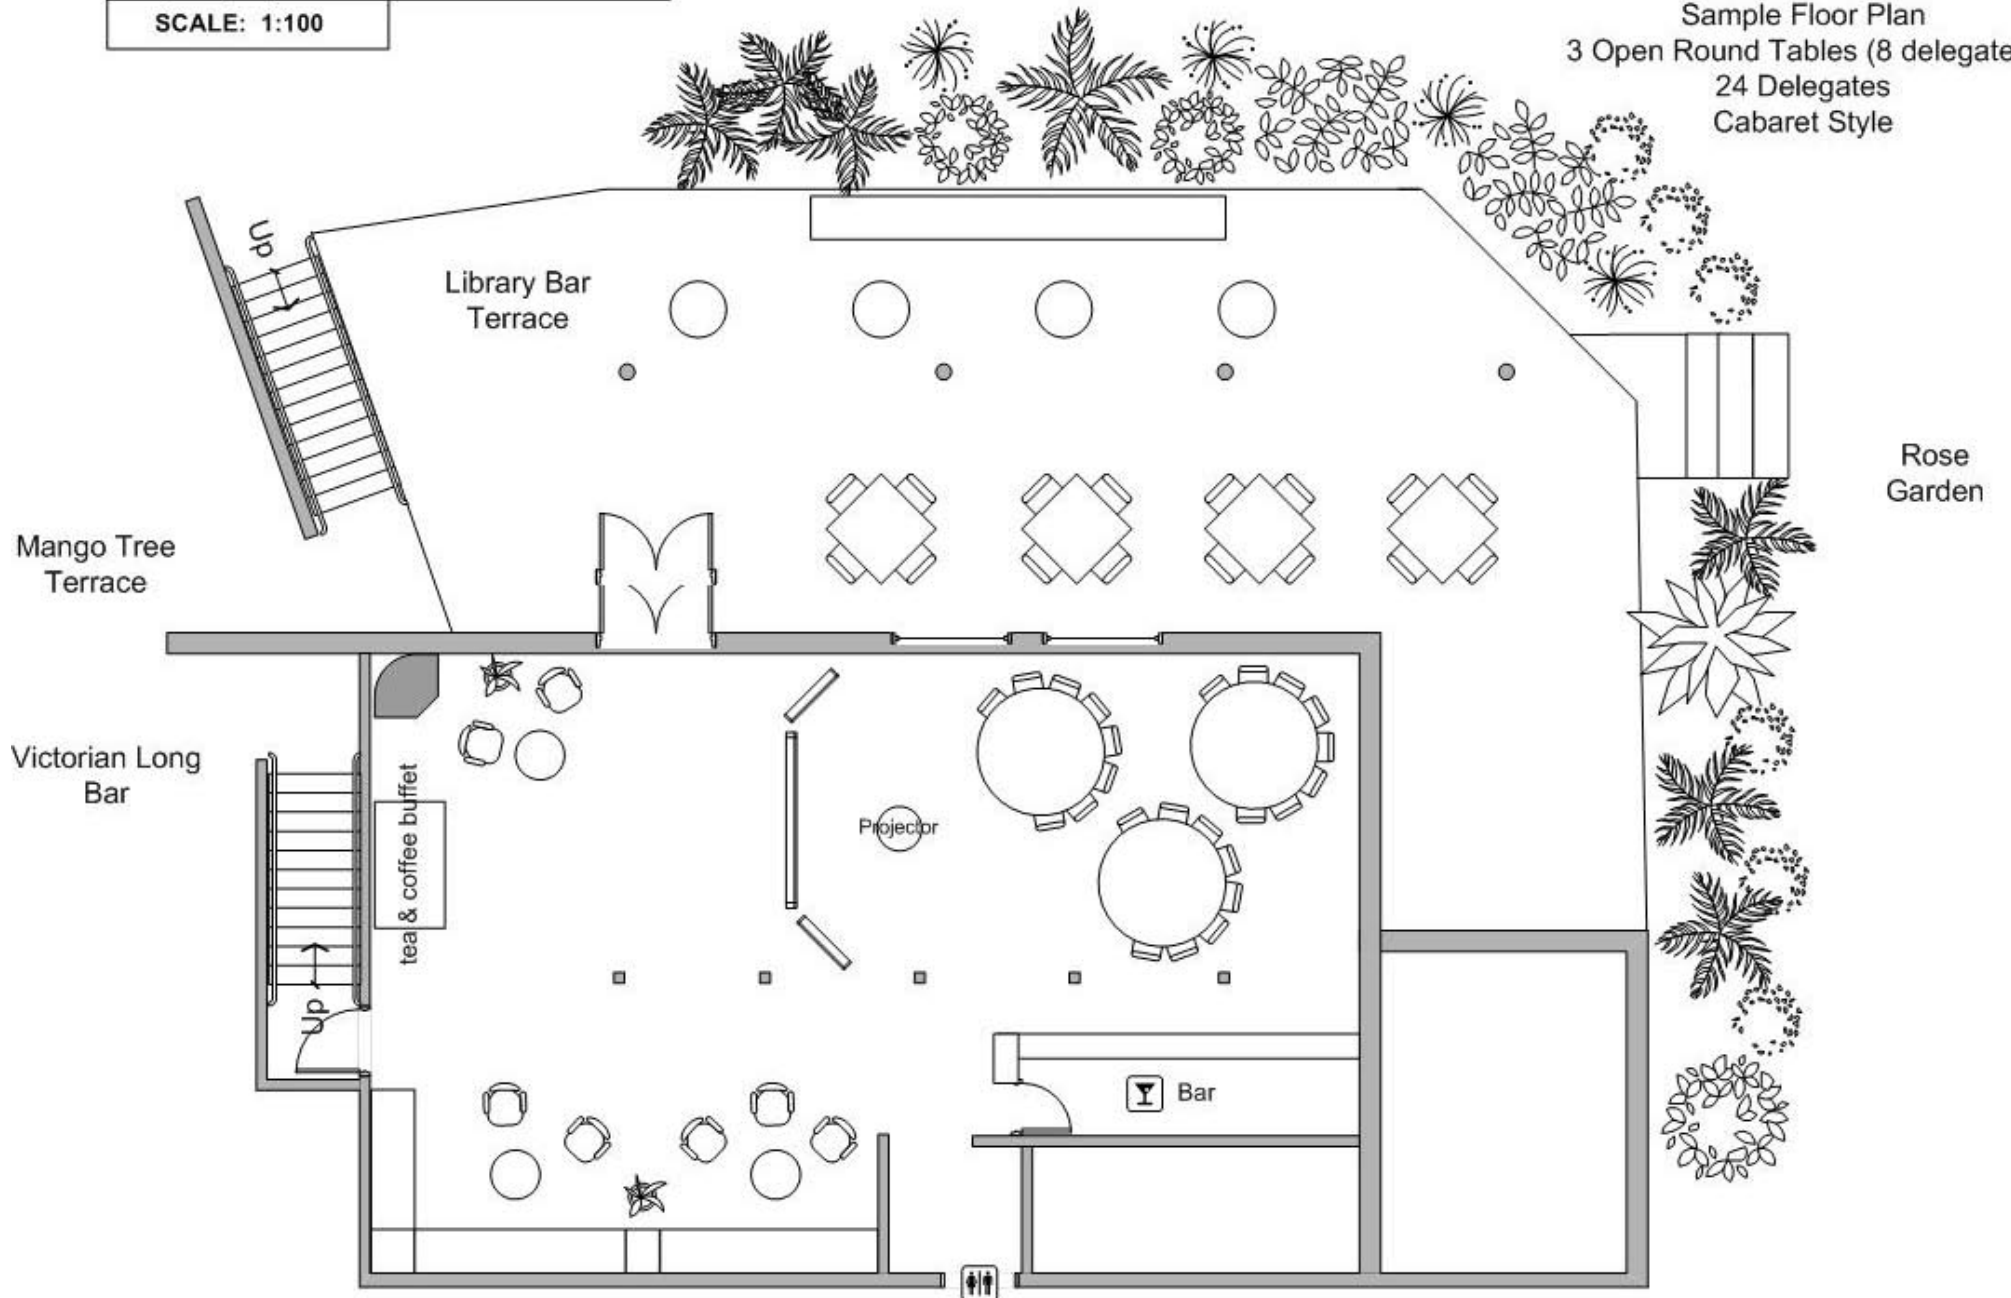 SCALE: 1:100
Sample Floor Plan
3 Open Round Tables (8 delegate
24 Delegates
Cabaret Style
Up
Library Bar
Terrace
Rose
Garden
Mango Tree
Terrace
Victorian Long
Bar
tea & coffee buffet
Projector
Up
Bar